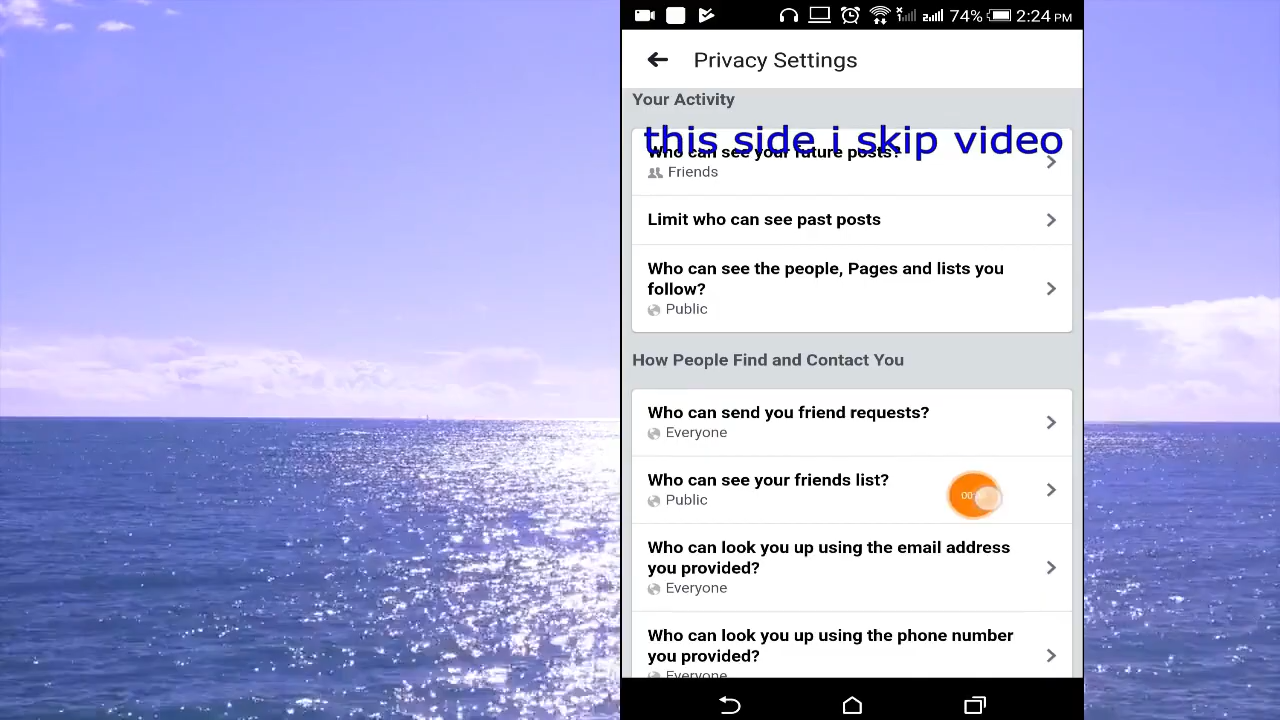 74% 2:24 PM
Privacy Settings
Your Activity
this side i skip video
Who can see your future posts?
Friends
Limit who can see past posts
Who can see the people, Pages and lists you
follow?
Public
How People Find and Contact You
Who can send you friend requests?
Everyone
Who can see your friends list?
Public
Who can look you up using the email address
you provided?
Everyone
Who can look you up using the phone number
you provided?
Everyone